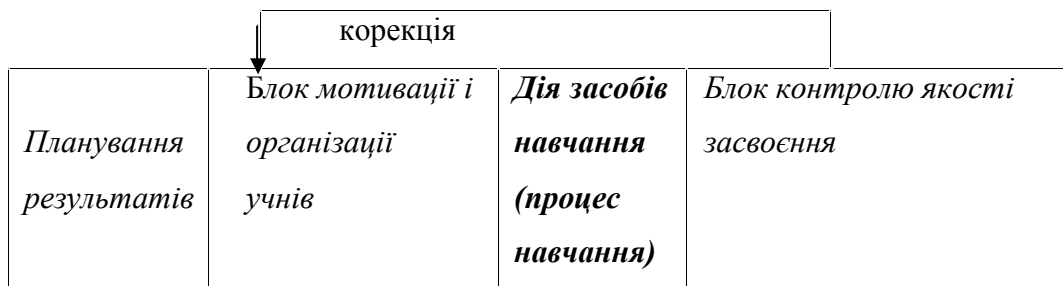 корекція
Планування
результатів
Блок мотивації і
організації
учнів
Дія засобів
навчання
(процес
навчання)
Блок контролю якості
засвоєння